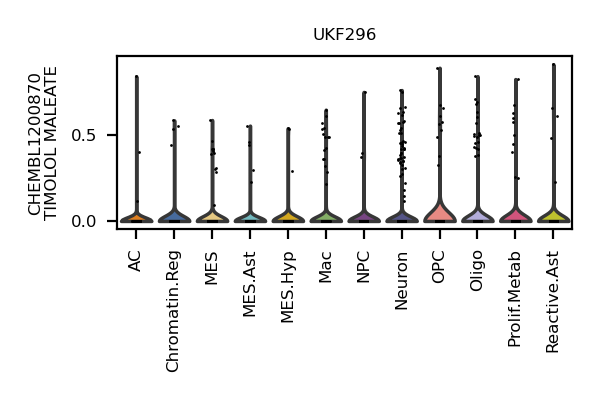 UKF296
CHEMBL1200870
TIMOLOL MALEATE
0.5
0.0
AC
Chromatin.Reg
MES
MES.Ast
MES.Hyp
Mac
NPC
Neuron
OPC
Oligo
Prolif.Metab
Reactive.Ast